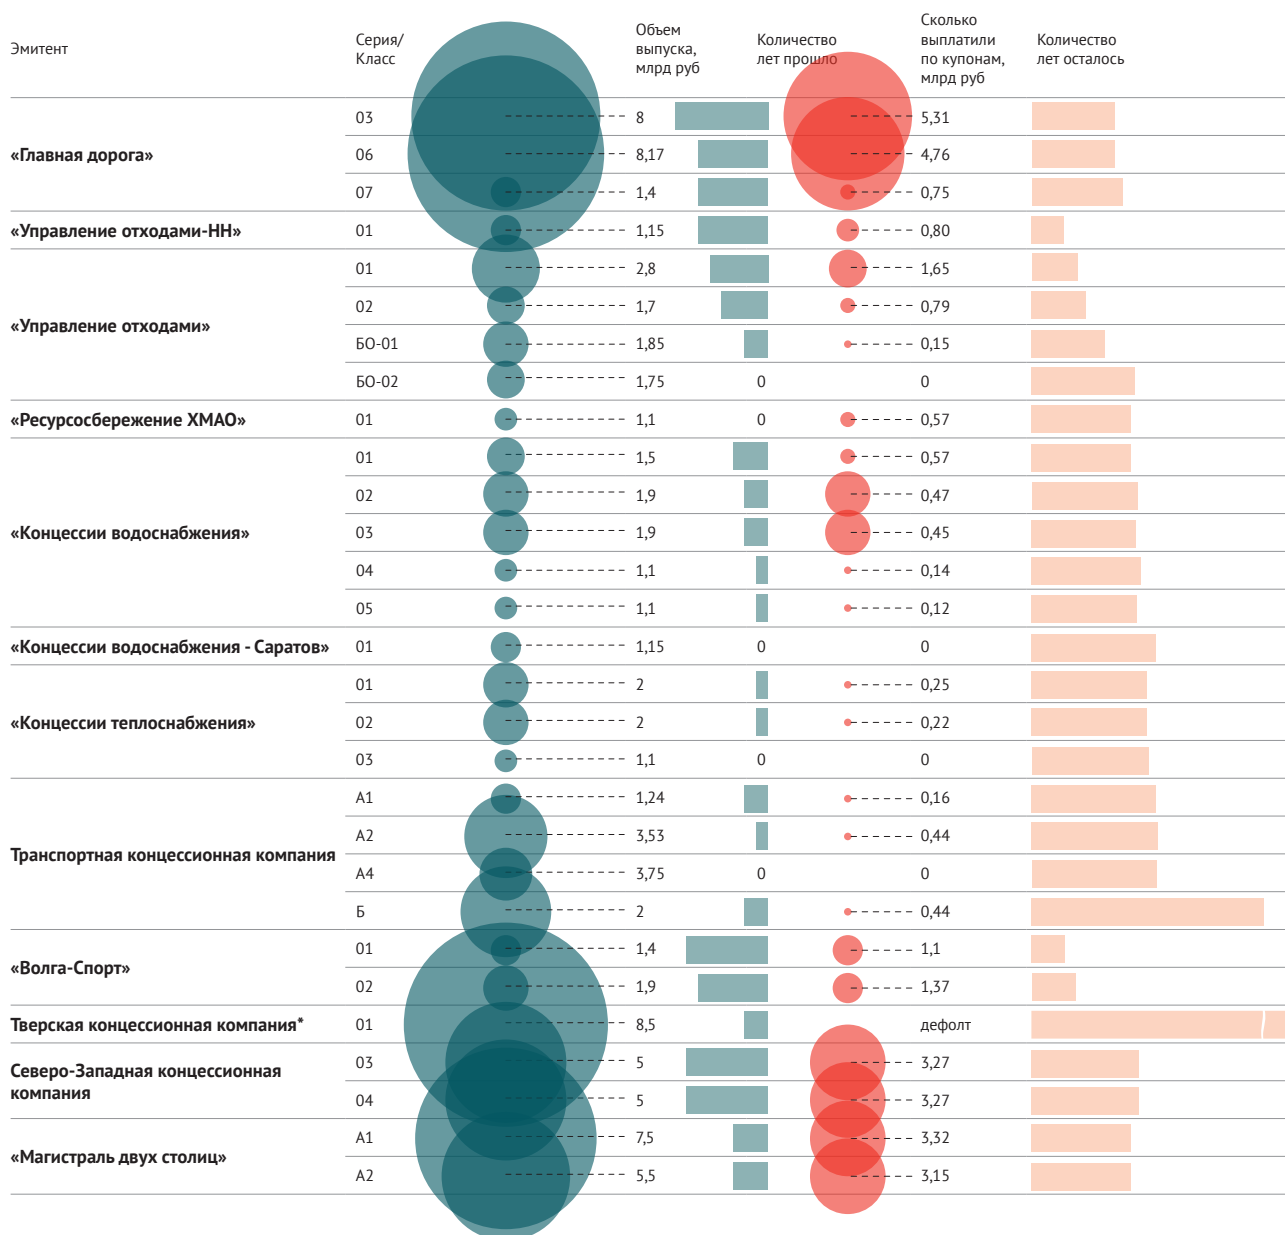 Эмитент
Серия/
Класс
Объем
выпуска,
млрд руб
Количество
лет прошло
Сколько
выплатили
по купонам,
млрд руб
Количество
лет осталось
«Главная дорога»
03 8 5,31
06 8,17 4,76
07 1,4 0,75
«Управление отходами-НН» 01 1,15 0,80
«Управление отходами»
01 2,8 1,65
02 1,7 0,79
БО-01 1,85 0,15
БО-02 1,75 0 0
«Ресурсосбережение ХМАО» 01 1,1 0 0,57
«Концессии водоснабжения»
01 1,5 0,57
02 1,9 0,47
03 1,9 0,45
04 1,1 0,14
05 1,1 0,12
«Концессии водоснабжения - Саратов» 01 1,15 0 0
«Концессии теплоснабжения»
01 2 0,25
02 2 0,22
03 1,1 0 0
Транспортная концессионная компания
А1 1,24 0,16
А2 3,53 0,44
А4 3,75 0 0
Б 2 0,44
«Волга-Спорт»
01 1,4 1,1
02 1,9 1,37
Тверская концессионная компания* 01 8,5 дефолт
Северо-Западная концессионная
компания
03 5 3,27
04 5 3,27
«Магистраль двух столиц»
А1 7,5 3,32
А2 5,5 3,15